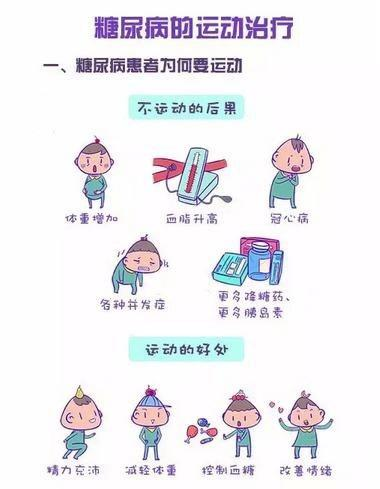 糖尿病的运动治疗
一、糖尿病患者为何要运动
不运动的后果
体重增加
血脂升高
冠心病
各种并发症
更多降糖药、
更多胰岛素
运动的好处
精力充沛
减轻体重
控制血糖
改善情绪